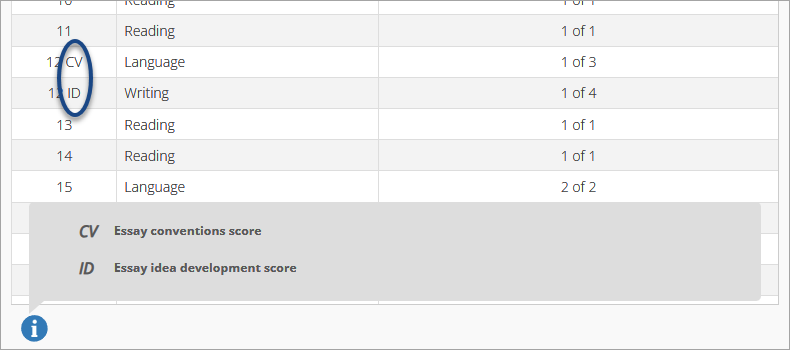 10 Reading 1 of 1
11 Reading 1 of 1
12 CV Language 1 of 3
12 ID Writing 1 of 4
13 Reading 1 of 1
14 Reading 1 of 1
15 Language 2 of 2
CV Essay conventions score
ID Essay idea development score
i